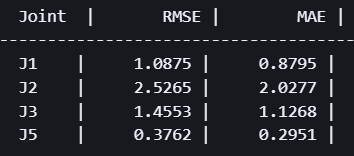 Joint | RMSE | MAE |
----------------------------------
J1 | 1.0875 | 0.8795 |
J2 | 2.5265 | 2.0277 |
J3 | 1.4553 | 1.1268 |
J5 | 0.3762 | 0.2951 |